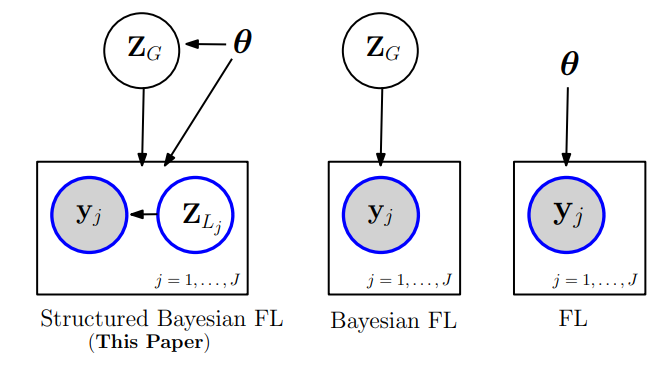 Z_G θ
y_j Z_{L_j}
j = 1, ..., J
Structured Bayesian FL
(This Paper)
Z_G
y_j
j = 1, ..., J
Bayesian FL
θ
y_j
j = 1, ..., J
FL